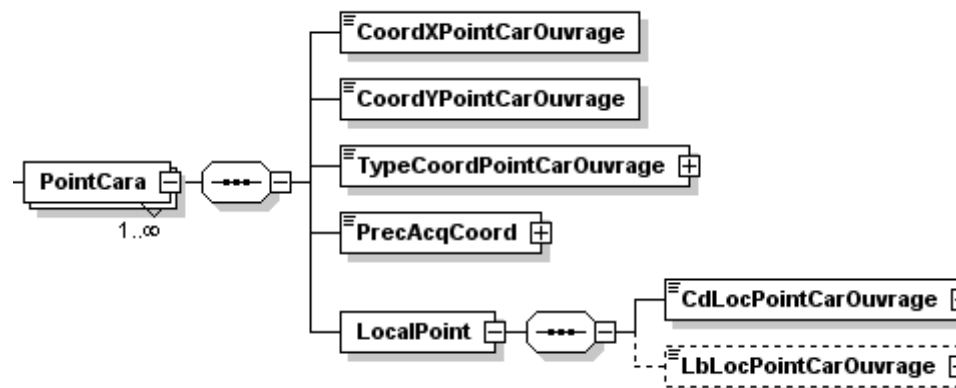 CoordXPointCarOuvrage
CoordYPointCarOuvrage
TypeCoordPointCarOuvrage
PointCara
1..∞
PrecAcqCoord
LocalPoint
CdLocPointCarOuvrage
LbLocPointCarOuvrage